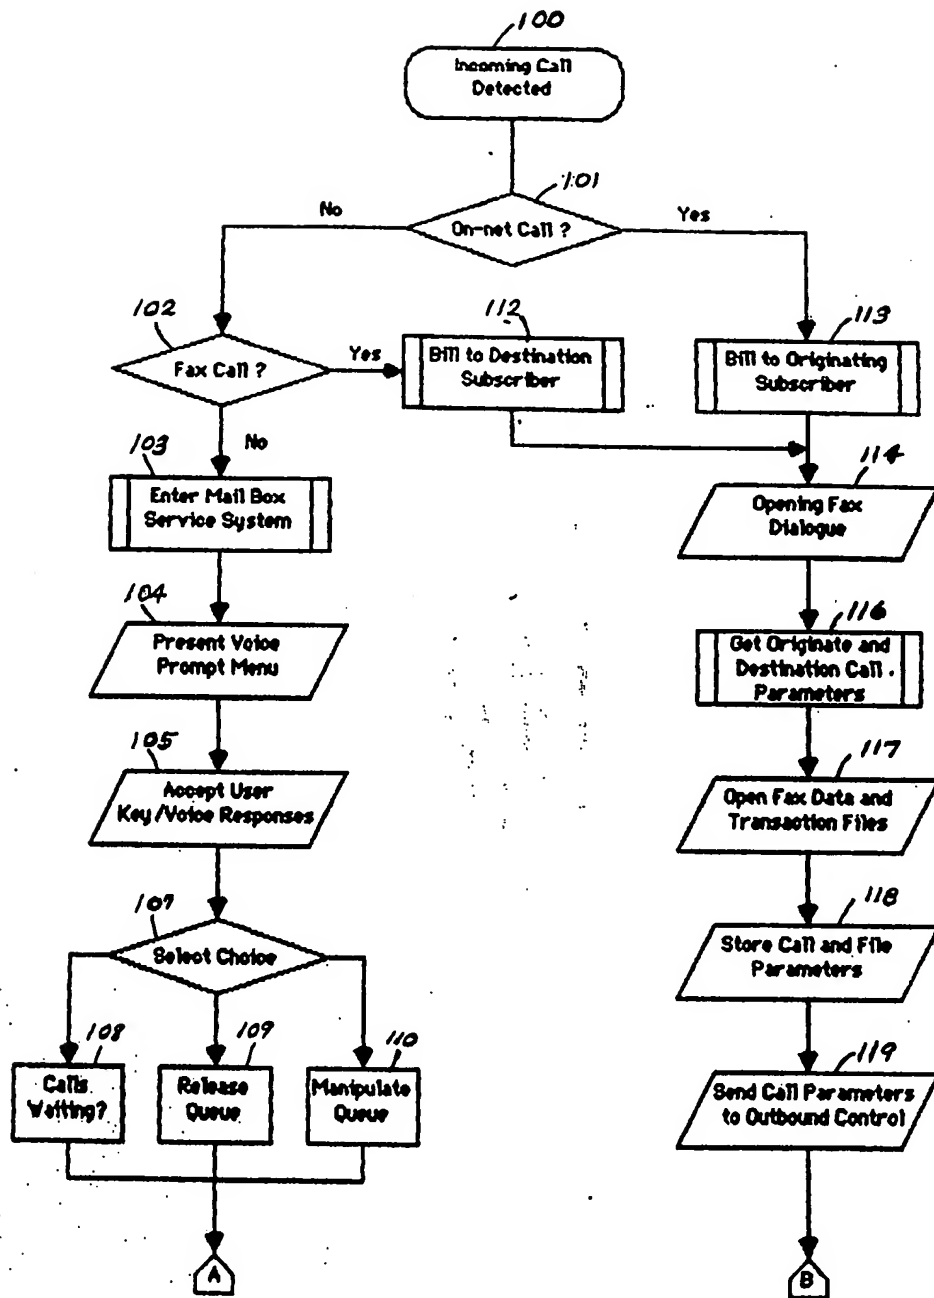 100
Incoming Call
Detected
101
No
On-net Call ?
Yes
102
Fax Call ?
Yes
112
Bill to Destination
Subscriber
113
Bill to Originating
Subscriber
No
103
Enter Mail Box
Service System
114
Opening Fax
Dialogue
104
Present Voice
Prompt Menu
116
Get Originate and
Destination Call
Parameters
105
Accept User
Key/Voice Responses
117
Open Fax Data and
Transaction Files
107
Select Choice
118
Store Call and File
Parameters
108
Calls
Waiting?
109
Release
Queue
110
Manipulate
Queue
119
Send Call Parameters
to Outbound Control
A
B